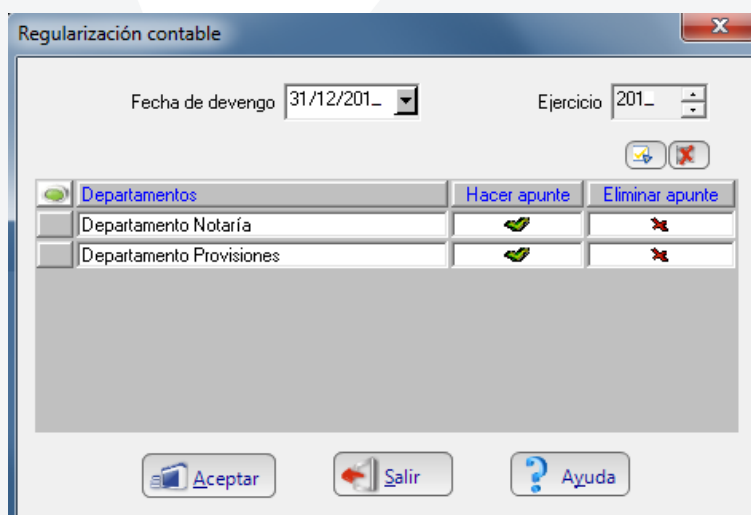 Regularización contable
Fecha de devengo 31/12/201_ Ejercicio 201_
Departamentos Hacer apunte Eliminar apunte
Departamento Notaría
Departamento Provisiones
Aceptar Salir Ayuda